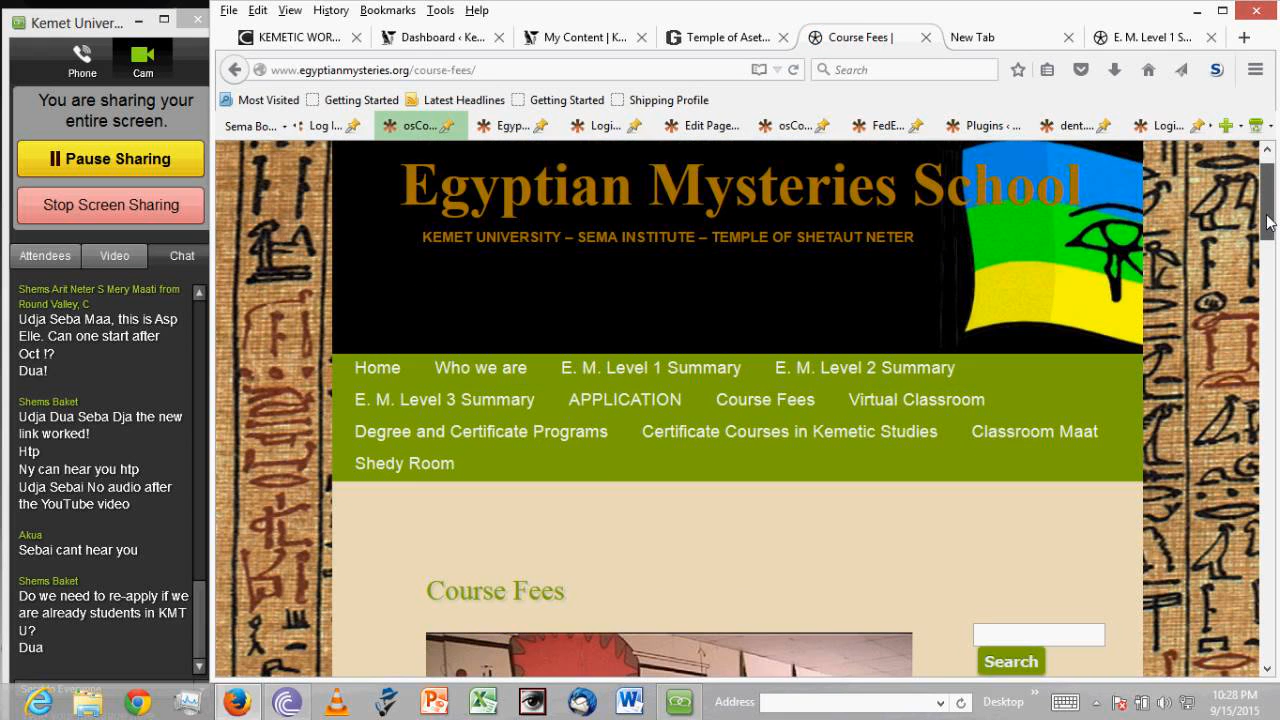 Kemet Univer...
Phone
Cam
You are sharing your
entire screen.
Pause Sharing
Stop Screen Sharing
Attendees Video Chat
Shems Arit Neter S Mery Maati from
Round Valley, C
Udja Seba Maa, this is Asp
Elle. Can one start after
Oct !?
Dua!
Shems Baket
Udja Dua Seba Dja the new
link worked!
Htp
Ny can hear you htp
Udja Sebai No audio after
the YouTube video
Akua
Sebai cant hear you
Shems Baket
Do we need to re-apply if we
are already students in KMT
U?
Dua
File Edit View History Bookmarks Tools Help
KEMETIC WOR...
Dashboard ‹ Ke...
My Content | K...
Temple of Aset...
Course Fees |
New Tab
E. M. Level 1 S...
www.egyptianmysteries.org/course-fees/
Search
Most Visited Getting Started Latest Headlines Getting Started Shipping Profile
Sema Bo... Log I... osCo... Egyp... Logi... Edit Page... osCo... FedE... Plugins ‹... dent.... Logi...
Egyptian Mysteries School
KEMET UNIVERSITY – SEMA INSTITUTE – TEMPLE OF SHETAUT NETER
Home Who we are E. M. Level 1 Summary E. M. Level 2 Summary
E. M. Level 3 Summary APPLICATION Course Fees Virtual Classroom
Degree and Certificate Programs Certificate Courses in Kemetic Studies Classroom Maat
Shedy Room
Course Fees
Search
Address
Desktop
10:28 PM
9/15/2015